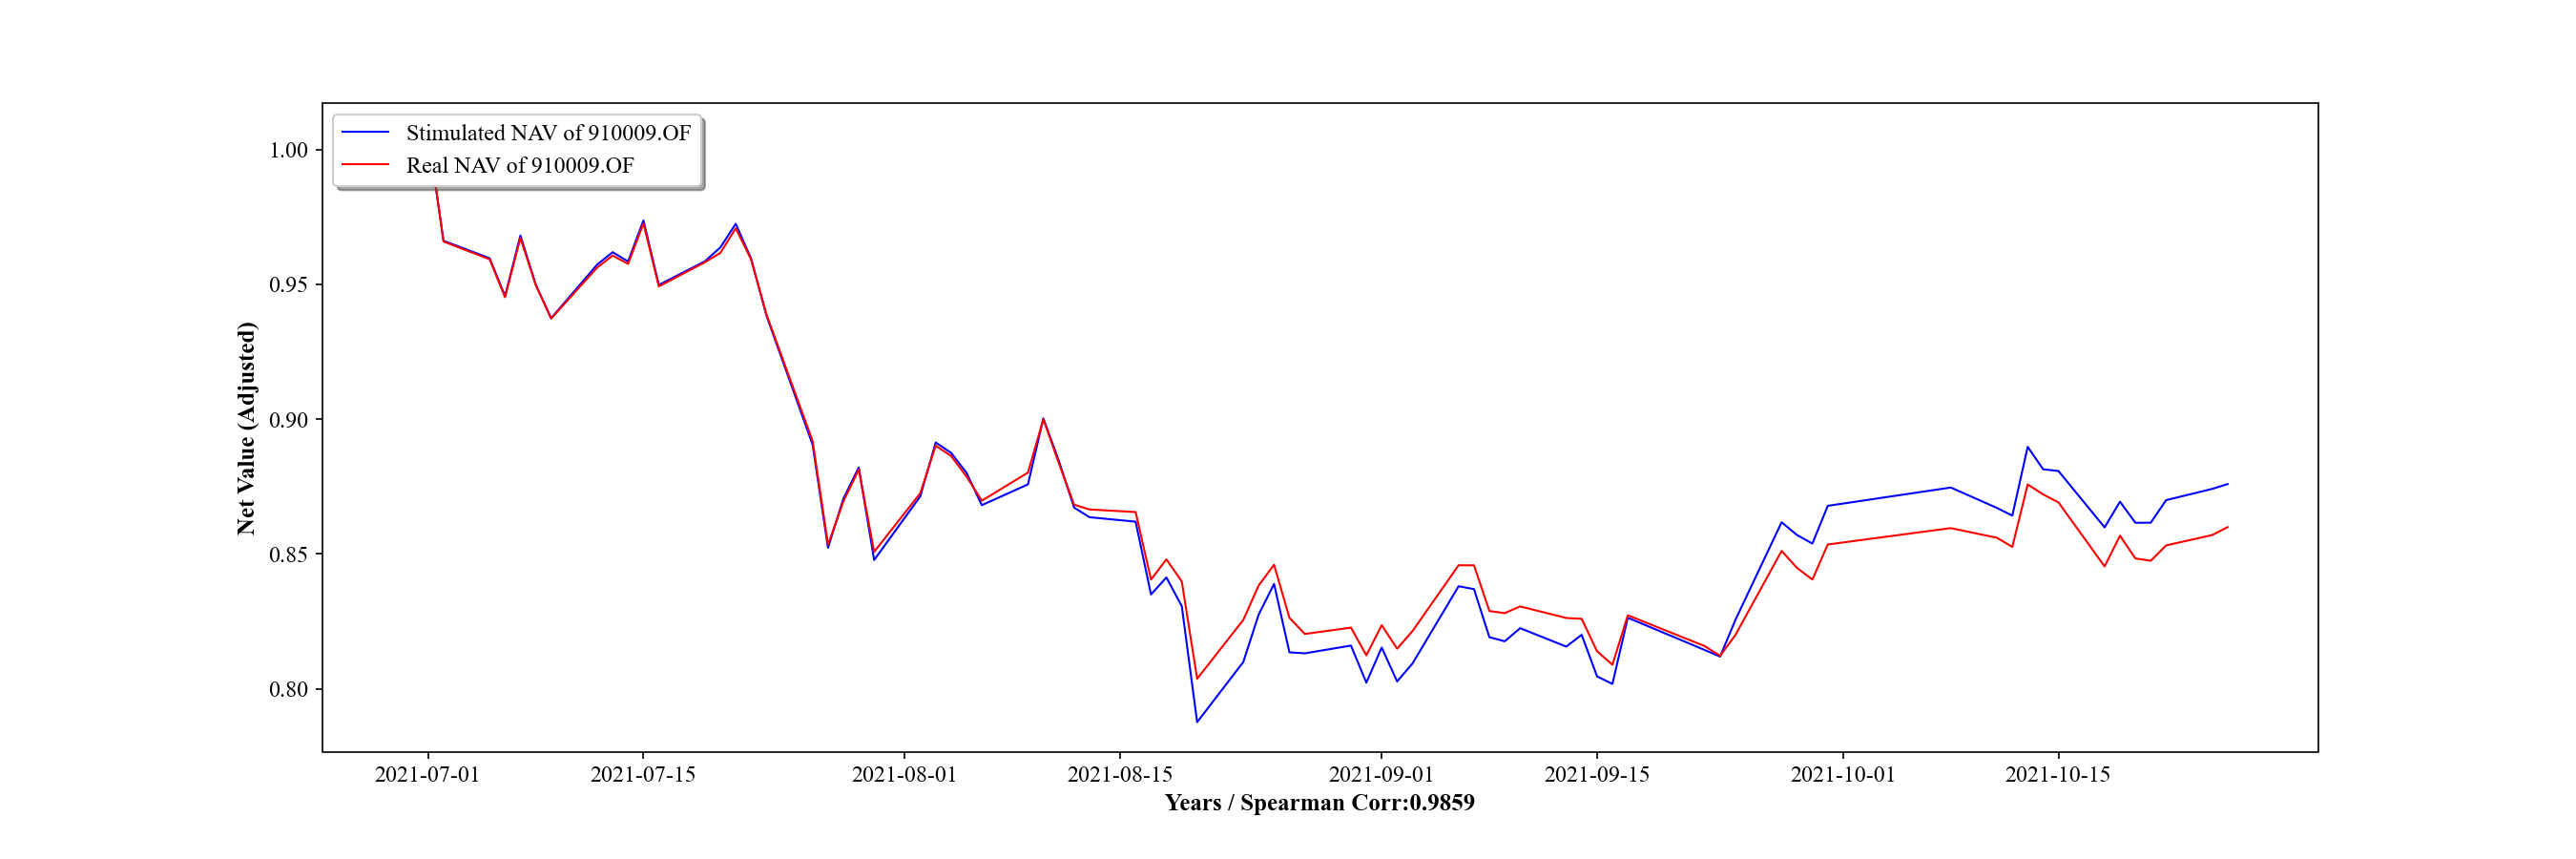 Stimulated NAV of 910009.OF
Real NAV of 910009.OF
1.00
0.95
0.90
0.85
0.80
Net Value (Adjusted)
2021-07-01 2021-07-15 2021-08-01 2021-08-15 2021-09-01 2021-09-15 2021-10-01 2021-10-15
Years / Spearman Corr:0.9859